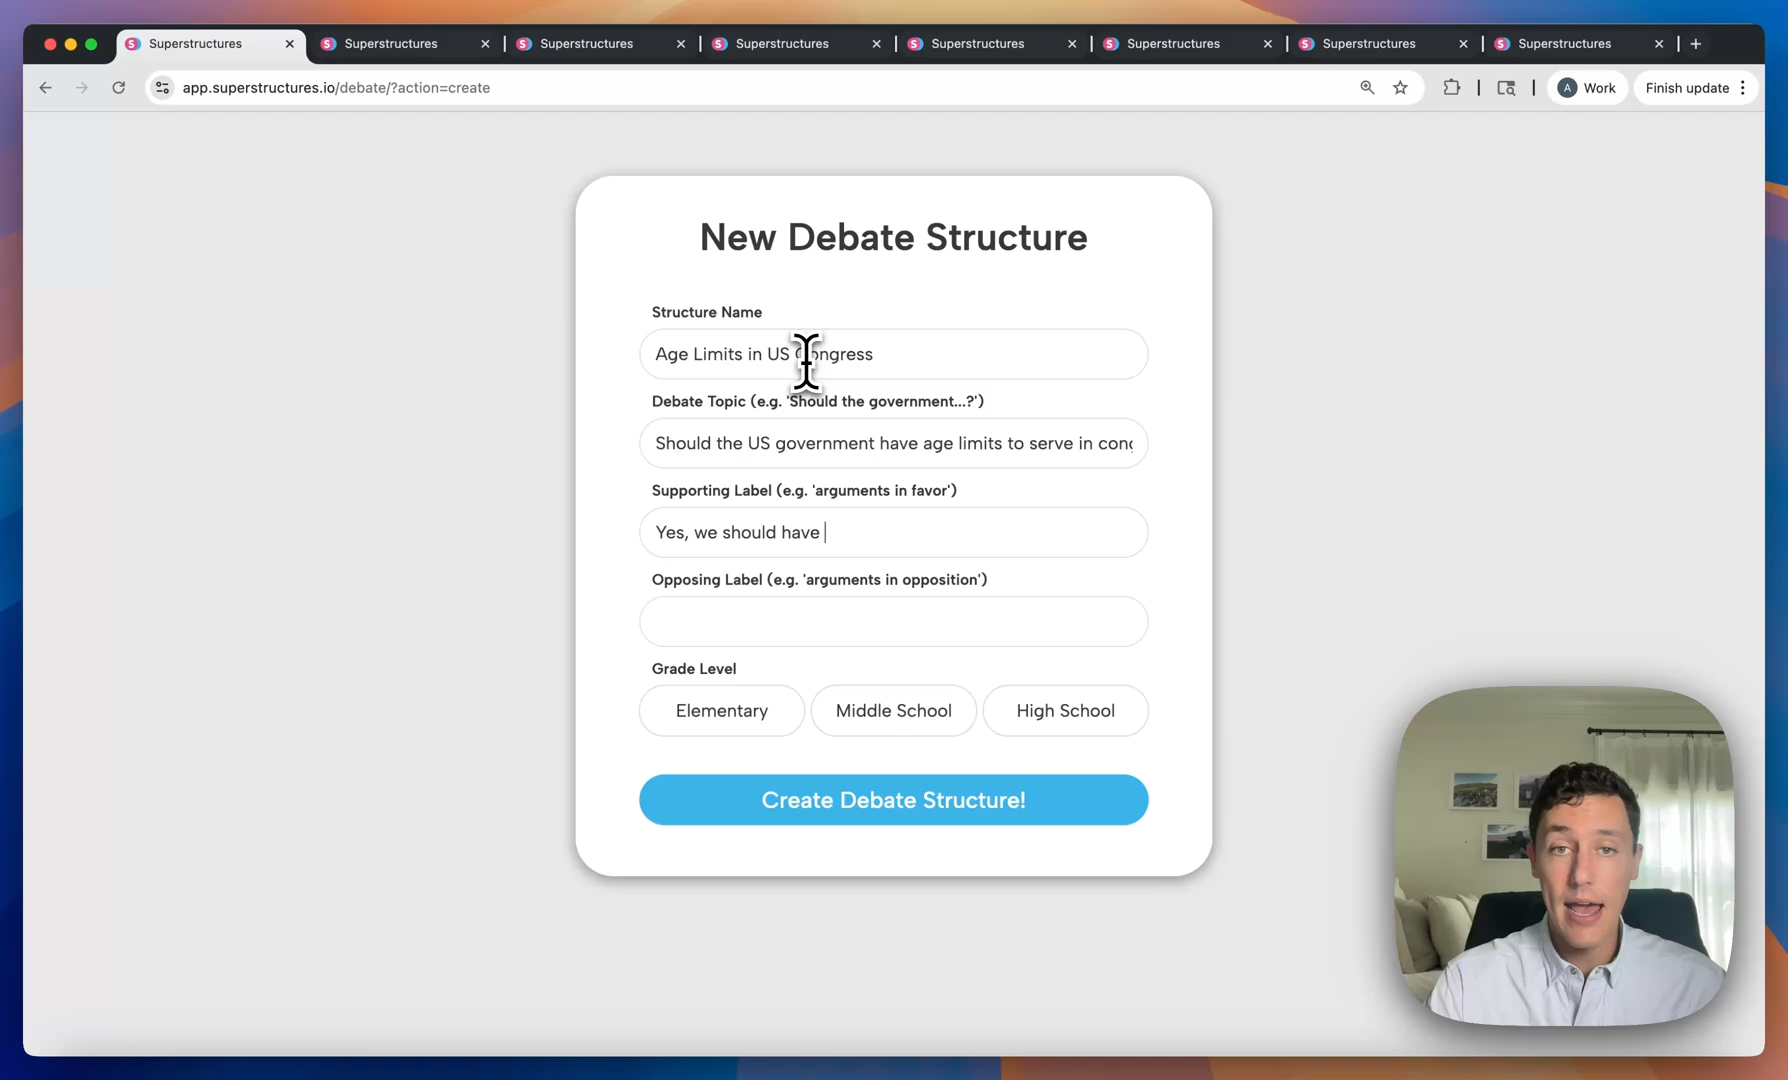 Superstructures
Superstructures
Superstructures
Superstructures
Superstructures
Superstructures
Superstructures
Superstructures
app.superstructures.io/debate/?action=create
A
Work
Finish update
New Debate Structure
Structure Name
Age Limits in US Congress
Debate Topic (e.g. 'Should the government...?')
Should the US government have age limits to serve in cong
Supporting Label (e.g. 'arguments in favor')
Yes, we should have
Opposing Label (e.g. 'arguments in opposition')
Grade Level
Elementary
Middle School
High School
Create Debate Structure!